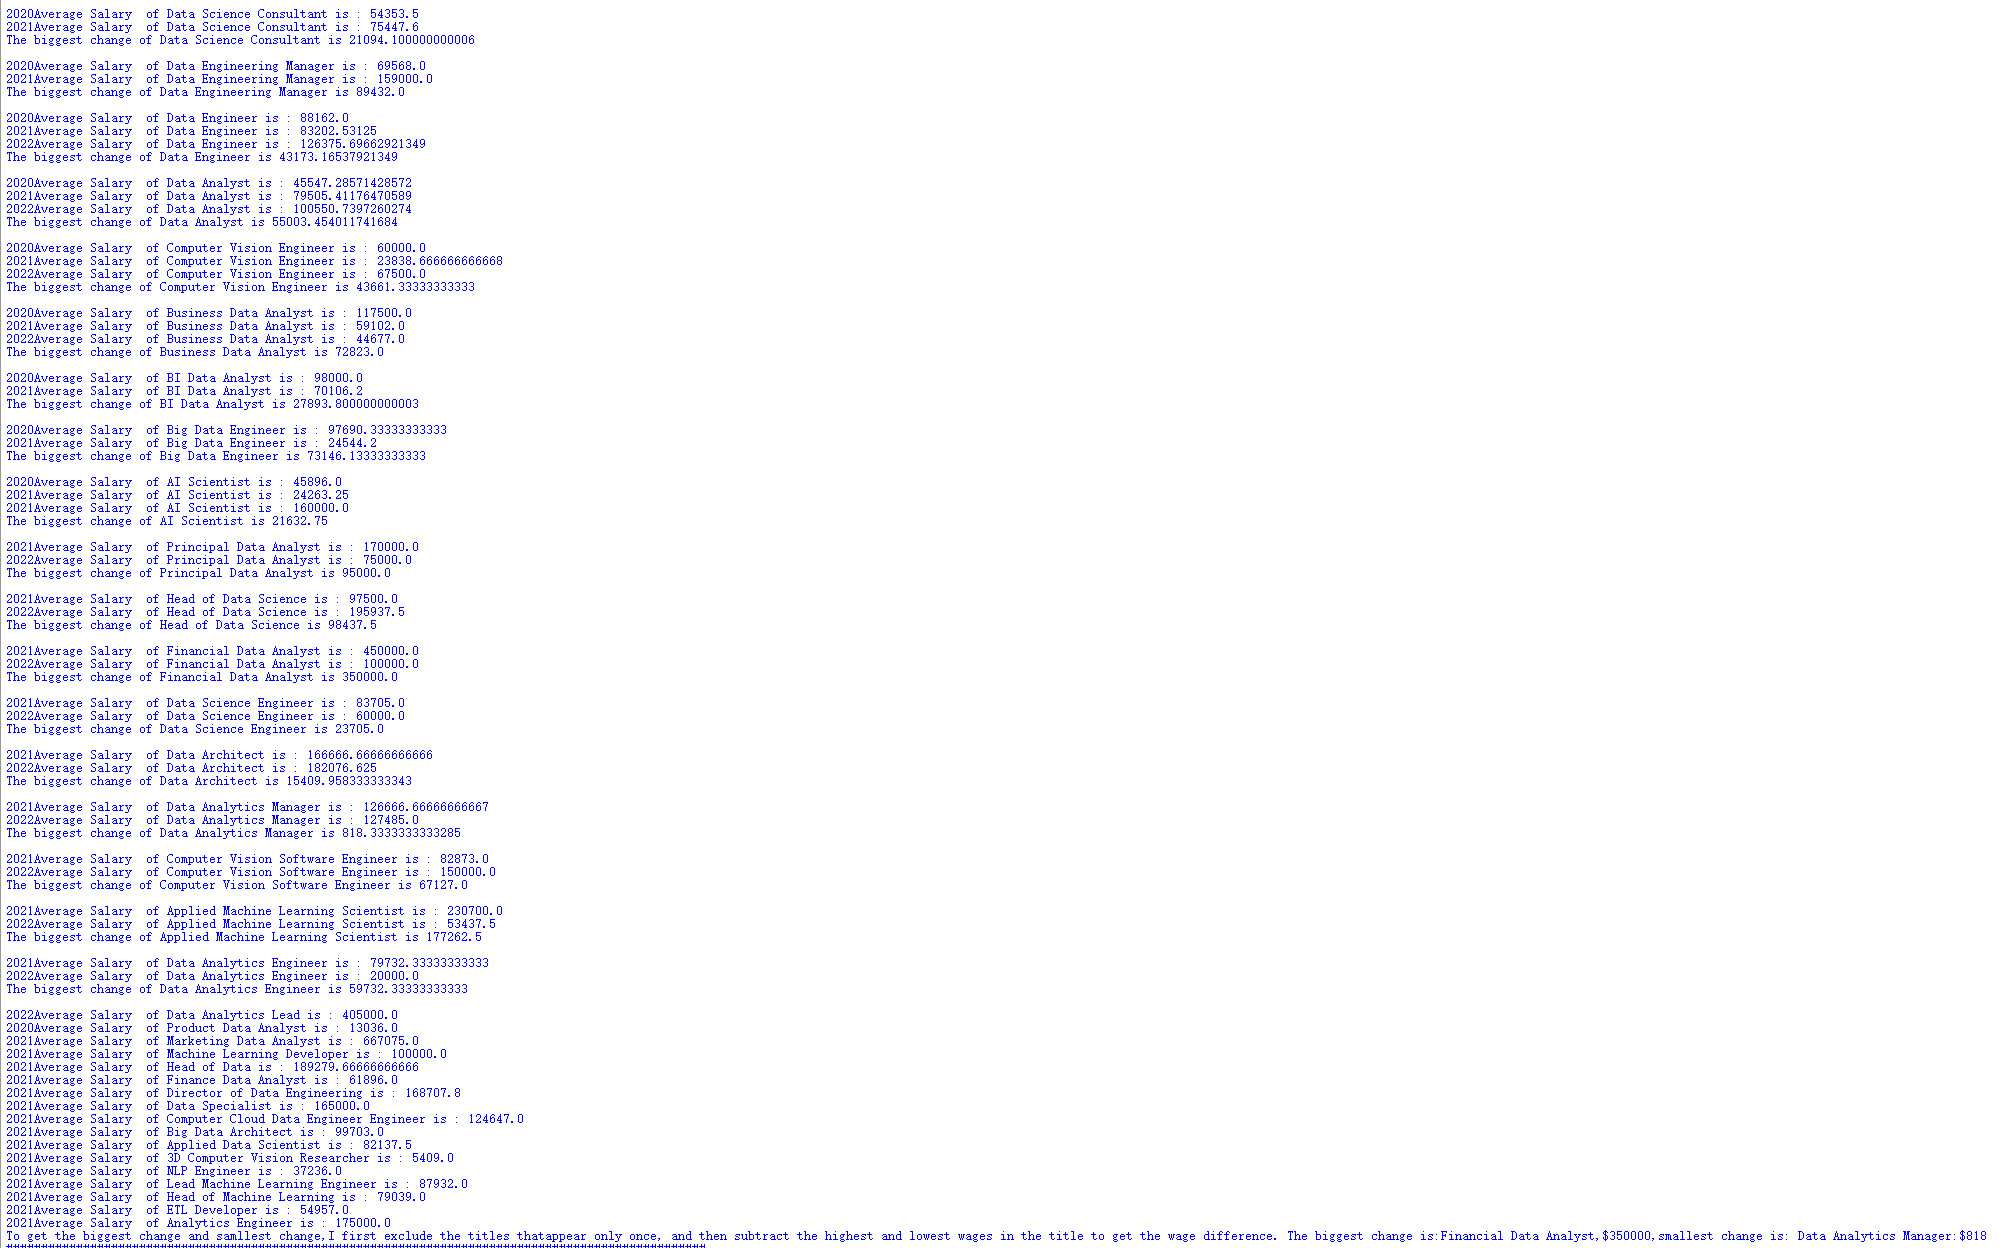 2020Average Salary  of Data Science Consultant is : 54353.5
2021Average Salary  of Data Science Consultant is : 75447.6
The biggest change of Data Science Consultant is 21094.100000000006

2020Average Salary  of Data Engineering Manager is : 69568.0
2021Average Salary  of Data Engineering Manager is : 159000.0
The biggest change of Data Engineering Manager is 89432.0

2020Average Salary  of Data Engineer is : 88162.0
2021Average Salary  of Data Engineer is : 83202.53125
2022Average Salary  of Data Engineer is : 126375.69662921349
The biggest change of Data Engineer is 43173.16537921349

2020Average Salary  of Data Analyst is : 45547.28571428572
2021Average Salary  of Data Analyst is : 79505.41176470589
2022Average Salary  of Data Analyst is : 100550.7397260274
The biggest change of Data Analyst is 55003.454011741684

2020Average Salary  of Computer Vision Engineer is : 60000.0
2021Average Salary  of Computer Vision Engineer is : 23838.666666666668
2022Average Salary  of Computer Vision Engineer is : 67500.0
The biggest change of Computer Vision Engineer is 43661.33333333333

2020Average Salary  of Business Data Analyst is : 117500.0
2021Average Salary  of Business Data Analyst is : 59102.0
2022Average Salary  of Business Data Analyst is : 44677.0
The biggest change of Business Data Analyst is 72823.0

2020Average Salary  of BI Data Analyst is : 98000.0
2021Average Salary  of BI Data Analyst is : 70106.2
The biggest change of BI Data Analyst is 27893.800000000003

2020Average Salary  of Big Data Engineer is : 97690.33333333333
2021Average Salary  of Big Data Engineer is : 24544.2
The biggest change of Big Data Engineer is 73146.13333333333

2020Average Salary  of AI Scientist is : 45896.0
2021Average Salary  of AI Scientist is : 24263.25
2021Average Salary  of AI Scientist is : 160000.0
The biggest change of AI Scientist is 21632.75

2021Average Salary  of Principal Data Analyst is : 170000.0
2022Average Salary  of Principal Data Analyst is : 75000.0
The biggest change of Principal Data Analyst is 95000.0

2021Average Salary  of Head of Data Science is : 97500.0
2022Average Salary  of Head of Data Science is : 195937.5
The biggest change of Head of Data Science is 98437.5

2021Average Salary  of Financial Data Analyst is : 450000.0
2022Average Salary  of Financial Data Analyst is : 100000.0
The biggest change of Financial Data Analyst is 350000.0

2021Average Salary  of Data Science Engineer is : 83705.0
2022Average Salary  of Data Science Engineer is : 60000.0
The biggest change of Data Science Engineer is 23705.0

2021Average Salary  of Data Architect is : 166666.66666666666
2022Average Salary  of Data Architect is : 182076.625
The biggest change of Data Architect is 15409.958333333343

2021Average Salary  of Data Analytics Manager is : 126666.66666666667
2022Average Salary  of Data Analytics Manager is : 127485.0
The biggest change of Data Analytics Manager is 818.3333333333285

2021Average Salary  of Computer Vision Software Engineer is : 82873.0
2022Average Salary  of Computer Vision Software Engineer is : 150000.0
The biggest change of Computer Vision Software Engineer is 67127.0

2021Average Salary  of Applied Machine Learning Scientist is : 230700.0
2022Average Salary  of Applied Machine Learning Scientist is : 53437.5
The biggest change of Applied Machine Learning Scientist is 177262.5

2021Average Salary  of Data Analytics Engineer is : 79732.33333333333
2022Average Salary  of Data Analytics Engineer is : 20000.0
The biggest change of Data Analytics Engineer is 59732.33333333333

2022Average Salary  of Data Analytics Lead is : 405000.0
2020Average Salary  of Product Data Analyst is : 13036.0
2021Average Salary  of Marketing Data Analyst is : 667075.0
2021Average Salary  of Machine Learning Developer is : 100000.0
2021Average Salary  of Head of Data is : 189279.66666666666
2021Average Salary  of Finance Data Analyst is : 61896.0
2021Average Salary  of Director of Data Engineering is : 168707.8
2021Average Salary  of Data Specialist is : 165000.0
2021Average Salary  of Computer Cloud Data Engineer Engineer is : 124647.0
2021Average Salary  of Big Data Architect is : 99703.0
2021Average Salary  of Applied Data Scientist is : 82137.5
2021Average Salary  of 3D Computer Vision Researcher is : 5409.0
2021Average Salary  of NLP Engineer is : 37236.0
2021Average Salary  of Lead Machine Learning Engineer is : 87932.0
2021Average Salary  of Head of Machine Learning is : 79039.0
2021Average Salary  of ETL Developer is : 54957.0
2021Average Salary  of Analytics Engineer is : 175000.0
To get the biggest change and samllest change,I first exclude the titles thatappear only once, and then subtract the highest and lowest wages in the title to get the wage difference. The biggest change is:Financial Data Analyst,$350000,smallest change is: Data Analytics Manager:$818